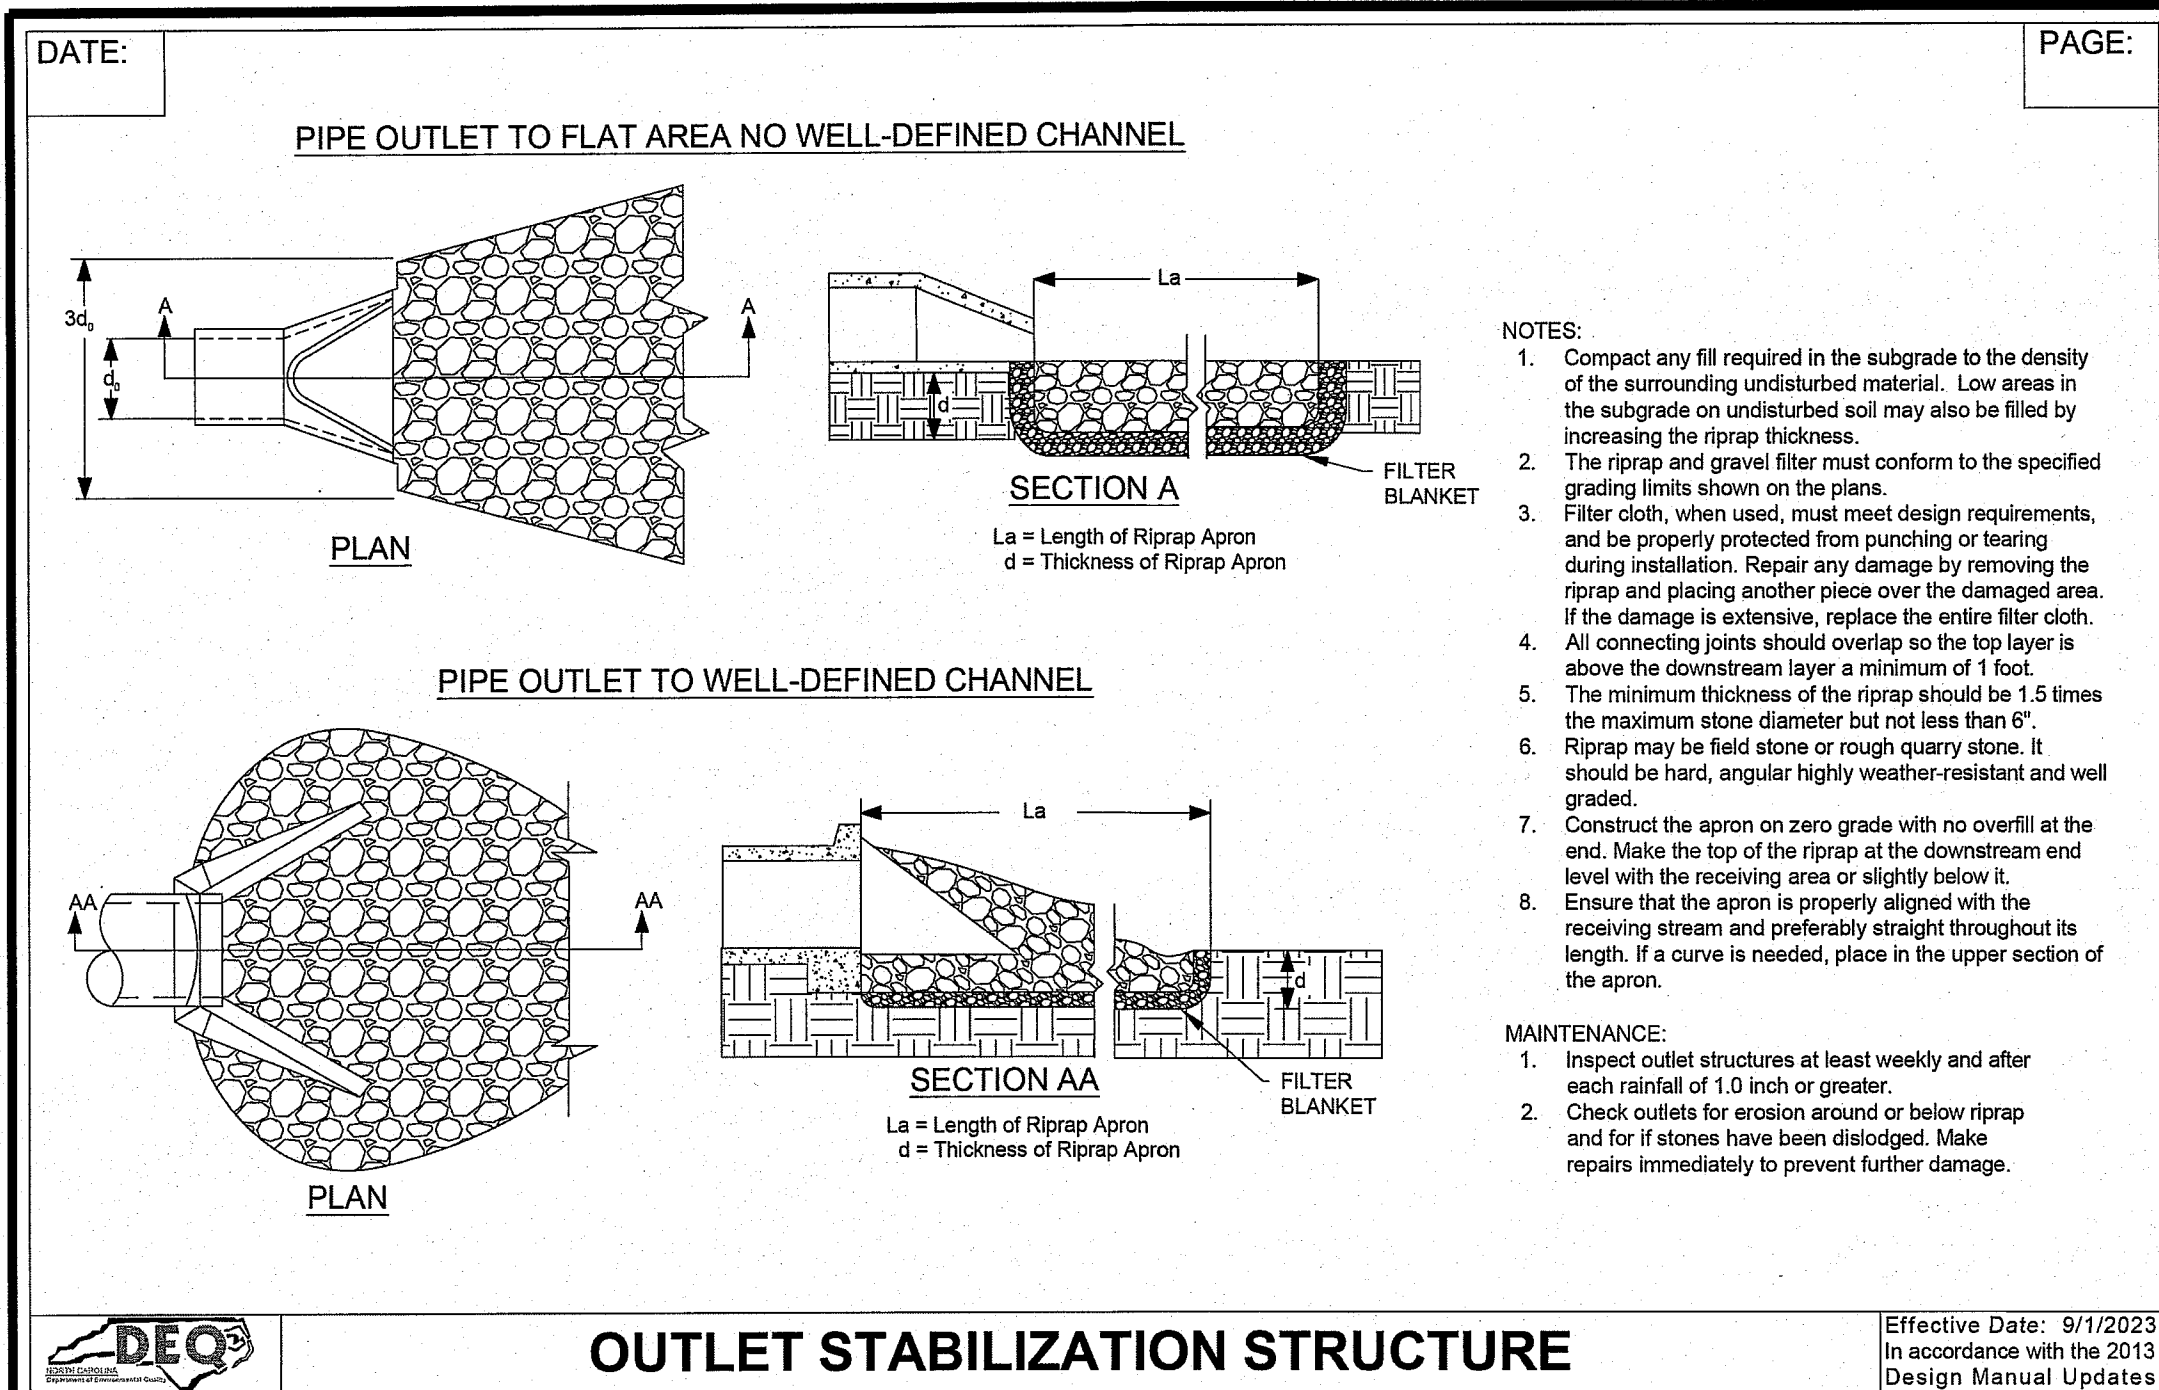 DATE:
PAGE:
PIPE OUTLET TO FLAT AREA NO WELL-DEFINED CHANNEL
3d₀
A
d₀
A
PLAN
La
d
SECTION A
FILTER
BLANKET
La = Length of Riprap Apron
d = Thickness of Riprap Apron
PIPE OUTLET TO WELL-DEFINED CHANNEL
AA
AA
PLAN
La
d
SECTION AA
FILTER
BLANKET
La = Length of Riprap Apron
d = Thickness of Riprap Apron
NOTES:
1. Compact any fill required in the subgrade to the density
of the surrounding undisturbed material. Low areas in
the subgrade on undisturbed soil may also be filled by
increasing the riprap thickness.
2. The riprap and gravel filter must conform to the specified
grading limits shown on the plans.
3. Filter cloth, when used, must meet design requirements,
and be properly protected from punching or tearing
during installation. Repair any damage by removing the
riprap and placing another piece over the damaged area.
If the damage is extensive, replace the entire filter cloth.
4. All connecting joints should overlap so the top layer is
above the downstream layer a minimum of 1 foot.
5. The minimum thickness of the riprap should be 1.5 times
the maximum stone diameter but not less than 6".
6. Riprap may be field stone or rough quarry stone. It
should be hard, angular highly weather-resistant and well
graded.
7. Construct the apron on zero grade with no overfill at the
end. Make the top of the riprap at the downstream end
level with the receiving area or slightly below it.
8. Ensure that the apron is properly aligned with the
receiving stream and preferably straight throughout its
length. If a curve is needed, place in the upper section of
the apron.
MAINTENANCE:
1. Inspect outlet structures at least weekly and after
each rainfall of 1.0 inch or greater.
2. Check outlets for erosion around or below riprap
and for if stones have been dislodged. Make
repairs immediately to prevent further damage.
DEQ
NORTH CAROLINA
Department of Environmental Quality
OUTLET STABILIZATION STRUCTURE
Effective Date: 9/1/2023
In accordance with the 2013
Design Manual Updates